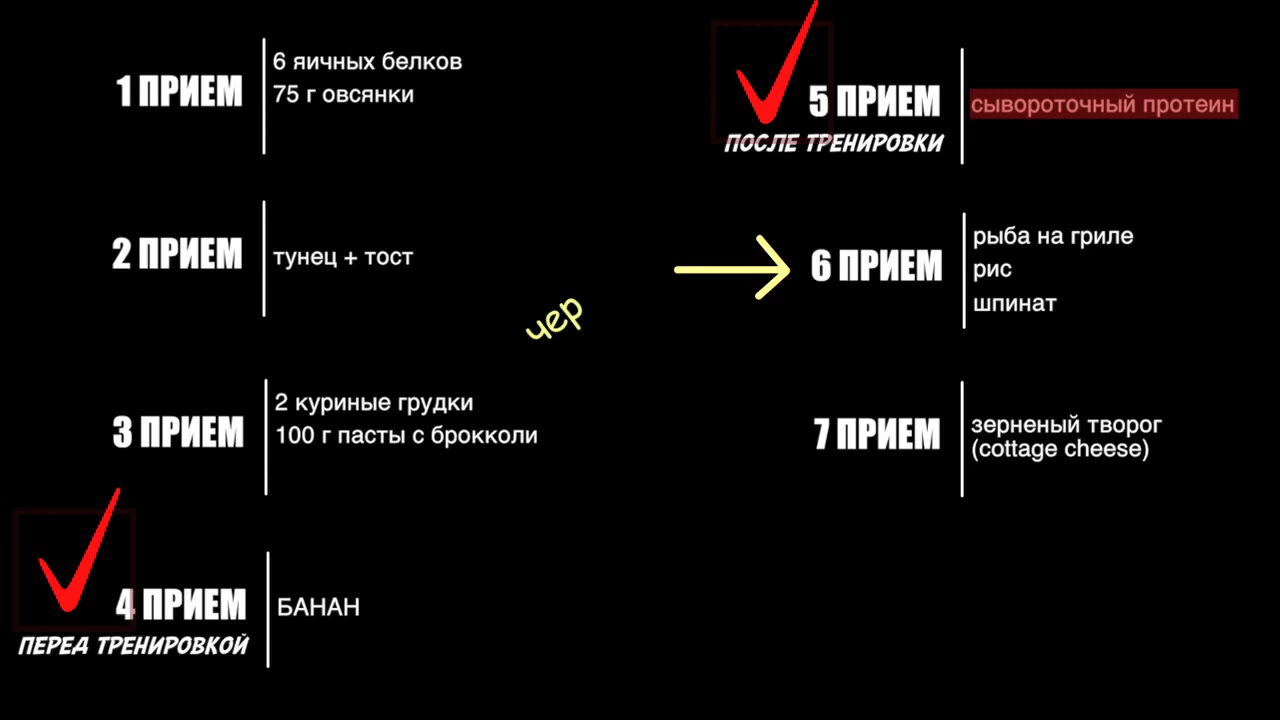 1 ПРИЕМ
6 яичных белков
75 г овсянки
2 ПРИЕМ
тунец + тост
3 ПРИЕМ
2 куриные грудки
100 г пасты с брокколи
4 ПРИЕМ
ПЕРЕД ТРЕНИРОВКОЙ
БАНАН
чер
5 ПРИЕМ
ПОСЛЕ ТРЕНИРОВКИ
сывороточный протеин
6 ПРИЕМ
рыба на гриле
рис
шпинат
7 ПРИЕМ
зерненый творог
(cottage cheese)